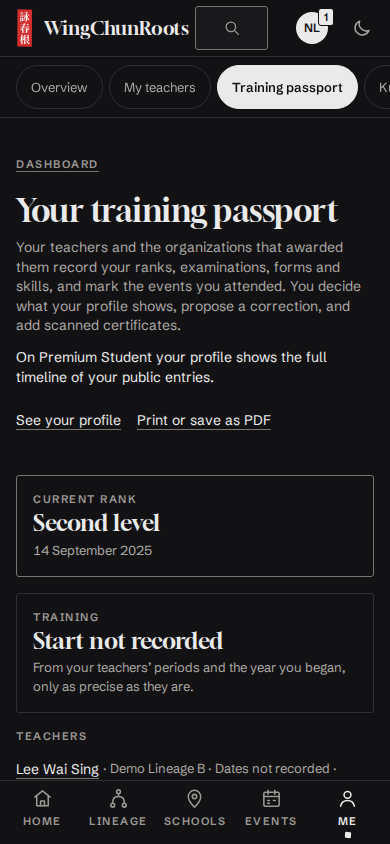 詠春根
WingChunRoots
NL
1
Overview
My teachers
Training passport
DASHBOARD
Your training passport
Your teachers and the organizations that awarded
them record your ranks, examinations, forms and
skills, and mark the events you attended. You decide
what your profile shows, propose a correction, and
add scanned certificates.
On Premium Student your profile shows the full
timeline of your public entries.
See your profile
Print or save as PDF
CURRENT RANK
Second level
14 September 2025
TRAINING
Start not recorded
From your teachers’ periods and the year you began,
only as precise as they are.
TEACHERS
Lee Wai Sing · Demo Lineage B · Dates not recorded ·
HOME
LINEAGE
SCHOOLS
EVENTS
ME